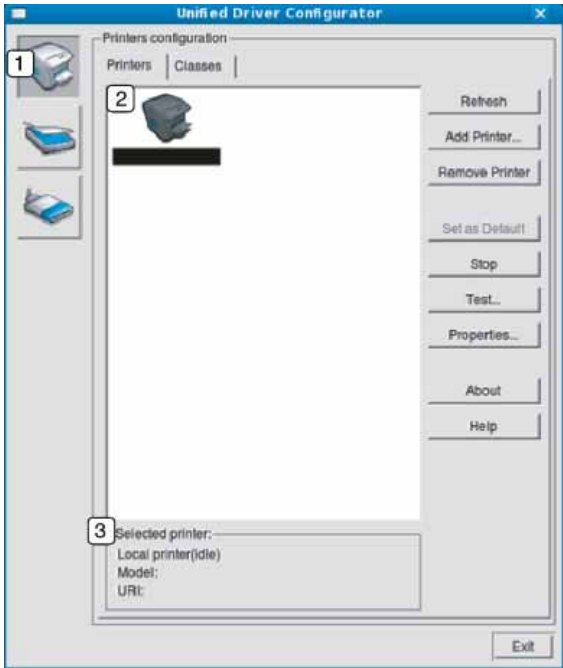 Unified Driver Configurator
Printers configuration
1
Printers
Classes
2
Refresh
Add Printer...
Remove Printer
Set as Default
Stop
Test...
Properties...
About
Help
3
Selected printer:
Local printer(idle)
Model:
URI:
Exit